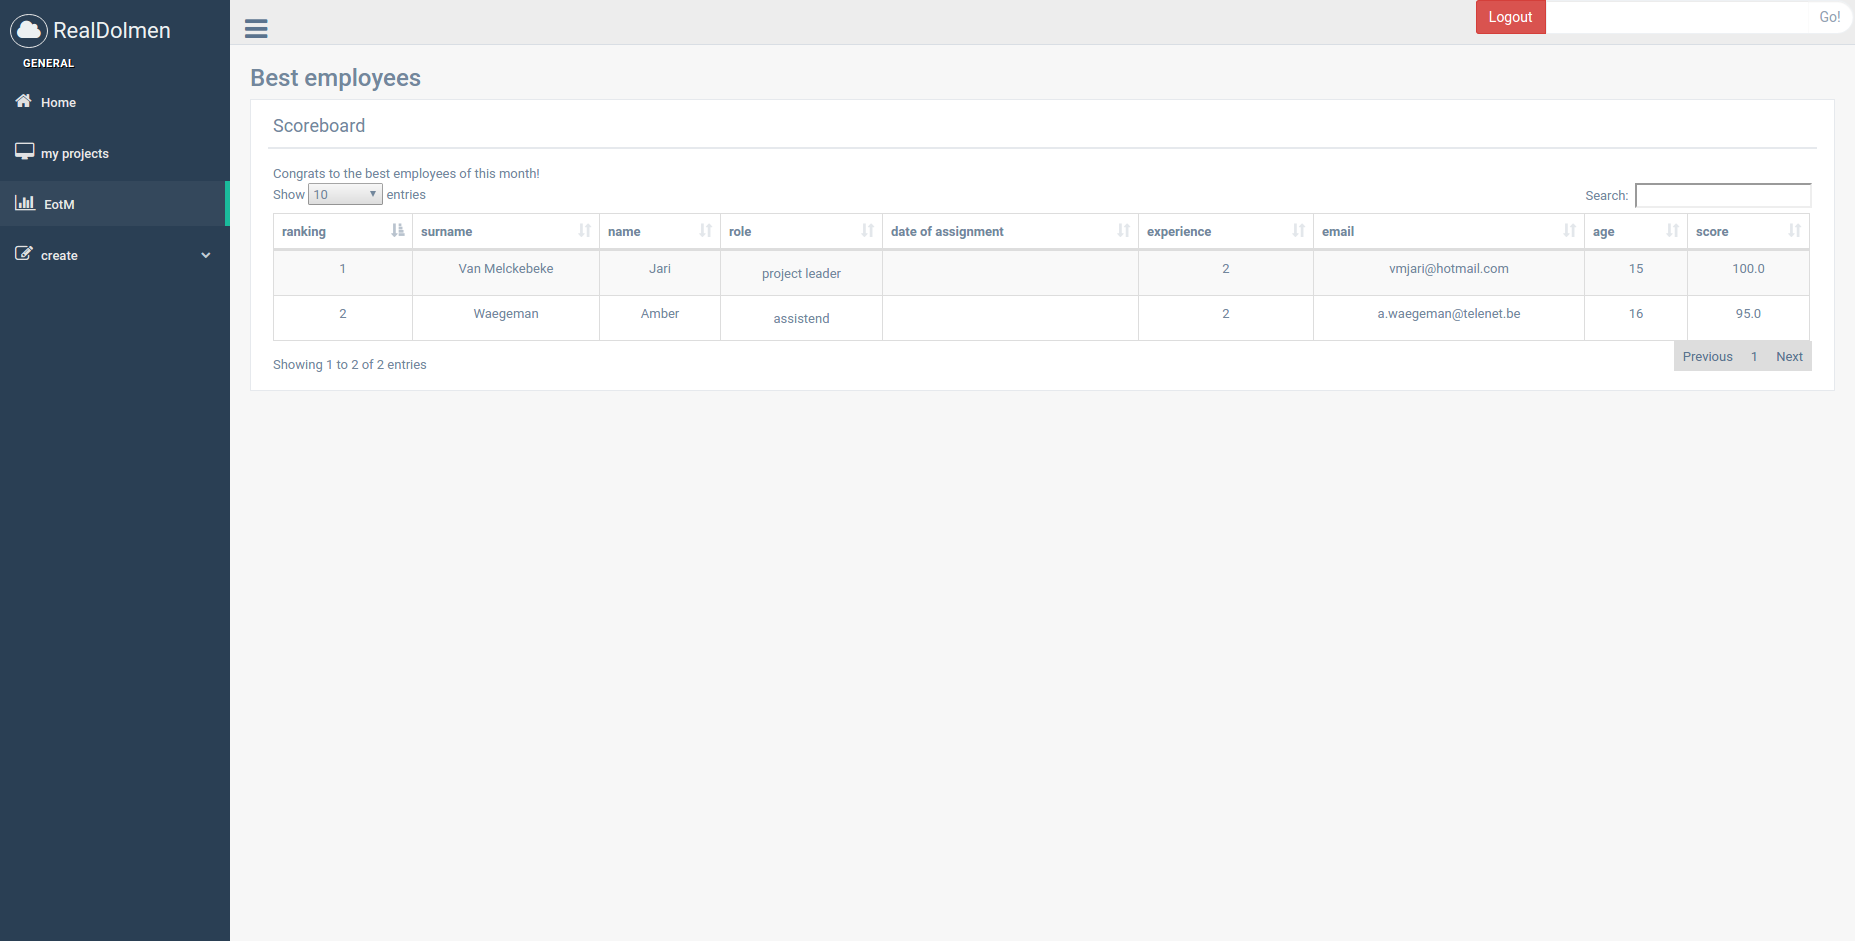 RealDolmen
GENERAL
Home
my projects
EotM
create
Logout
Go!
Best employees
Scoreboard
Congrats to the best employees of this month!
Show 10 entries
Search:
ranking surname name role date of assignment experience email age score
1 Van Melckebeke Jari project leader 2 vmjari@hotmail.com 15 100.0
2 Waegeman Amber assistend 2 a.waegeman@telenet.be 16 95.0
Showing 1 to 2 of 2 entries
Previous 1 Next